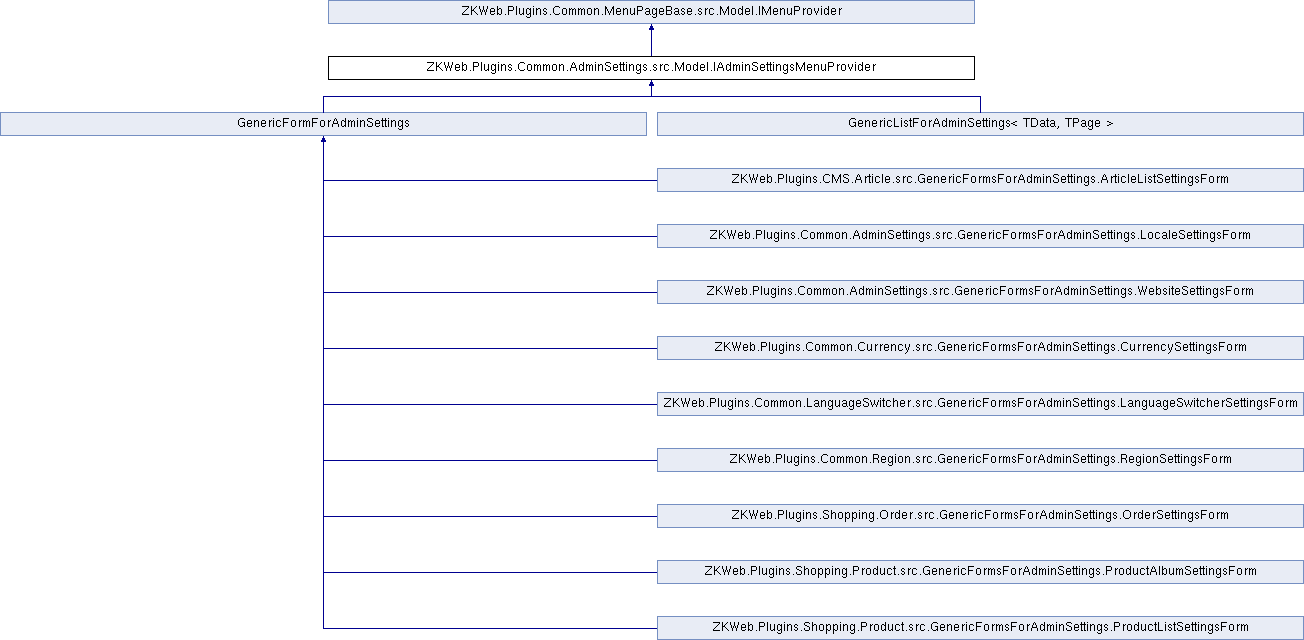 ZKWeb.Plugins.Common.MenuPageBase.src.Model.IMenuProvider
ZKWeb.Plugins.Common.AdminSettings.src.Model.IAdminSettingsMenuProvider
GenericFormForAdminSettings
GenericListForAdminSettings< TData, TPage >
ZKWeb.Plugins.CMS.Article.src.GenericFormsForAdminSettings.ArticleListSettingsForm
ZKWeb.Plugins.Common.AdminSettings.src.GenericFormsForAdminSettings.LocaleSettingsForm
ZKWeb.Plugins.Common.AdminSettings.src.GenericFormsForAdminSettings.WebsiteSettingsForm
ZKWeb.Plugins.Common.Currency.src.GenericFormsForAdminSettings.CurrencySettingsForm
ZKWeb.Plugins.Common.LanguageSwitcher.src.GenericFormsForAdminSettings.LanguageSwitcherSettingsForm
ZKWeb.Plugins.Common.Region.src.GenericFormsForAdminSettings.RegionSettingsForm
ZKWeb.Plugins.Shopping.Order.src.GenericFormsForAdminSettings.OrderSettingsForm
ZKWeb.Plugins.Shopping.Product.src.GenericFormsForAdminSettings.ProductAlbumSettingsForm
ZKWeb.Plugins.Shopping.Product.src.GenericFormsForAdminSettings.ProductListSettingsForm